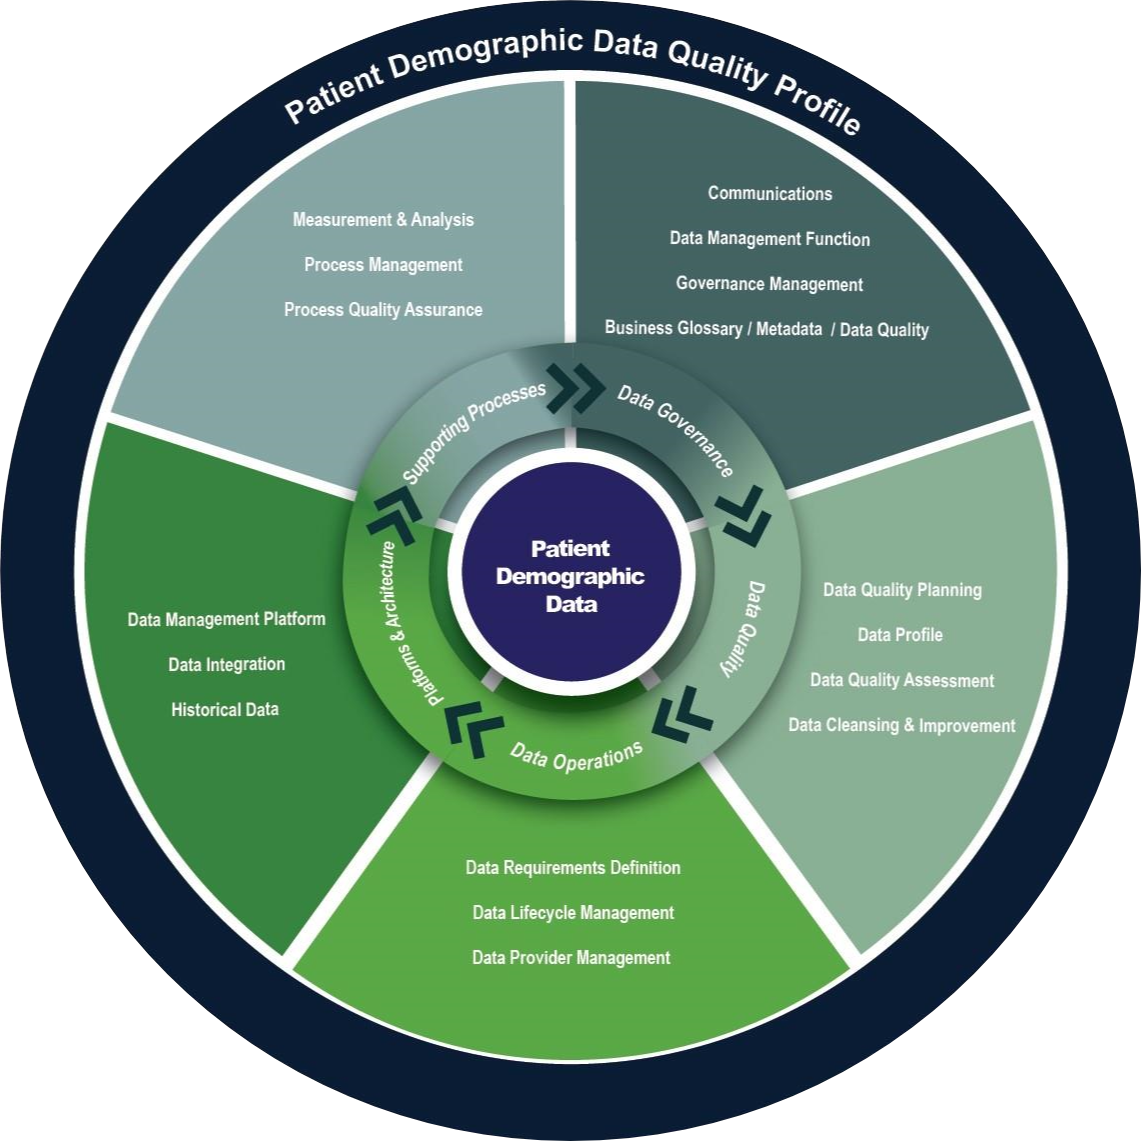 Patient Demographic Data Quality Profile
Communications
Data Management Function
Governance Management
Business Glossary / Metadata / Data Quality
Measurement & Analysis
Process Management
Process Quality Assurance
Supporting Processes
Data Governance
Data Quality
Data Operations
Platforms & Architecture
Patient
Demographic
Data
Data Quality Planning
Data Profile
Data Quality Assessment
Data Cleansing & Improvement
Data Requirements Definition
Data Lifecycle Management
Data Provider Management
Data Management Platform
Data Integration
Historical Data